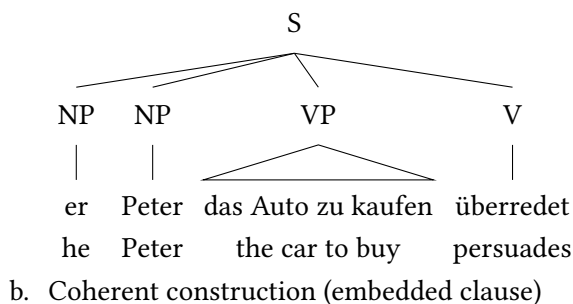 S
NP NP VP V
er Peter das Auto zu kaufen überredet
he Peter the car to buy persuades
b. Coherent construction (embedded clause)